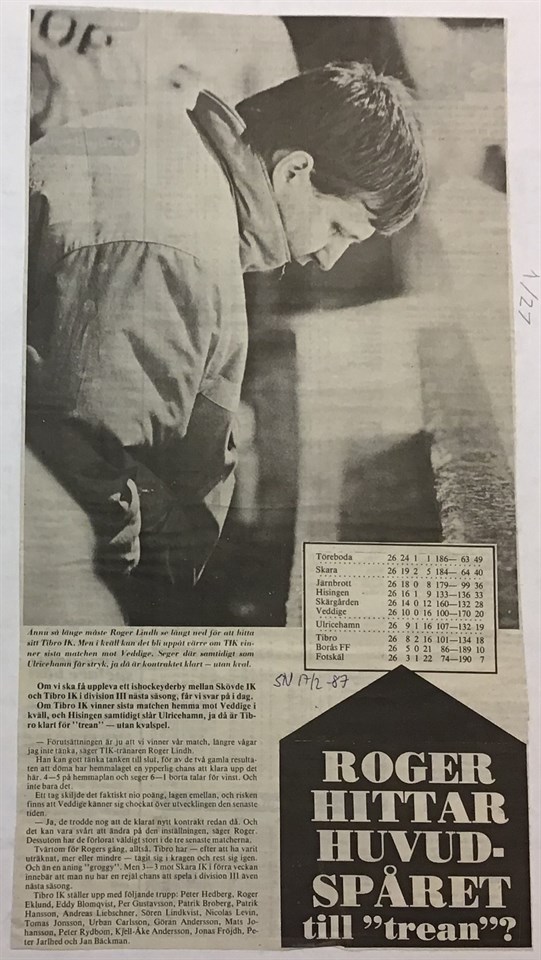 1/27
Ännu så länge måste Roger Lindh se långt ned för att hitta
sitt Tibro IK. Men i kväll kan det bli uppåt värre om TIK vin-
ner sista matchen mot Veddige. Seger där samtidigt som
Ulricehamn får stryk, ja då är kontraktet klart — utan kval.
Töreboda 26 24 1 1 186— 63 49
Skara 26 19 2 5 184— 64 40
Järnbrott 26 18 0 8 179— 99 36
Hisingen 26 16 1 9 133—136 33
Skärgården 26 14 0 12 160—132 28
Veddige 26 10 0 16 100—170 20
Ulricehamn 26 9 1 16 107—132 19
Tibro 26 8 2 16 101—134 18
Borås FF 26 5 0 21 86—189 10
Fotskäl 26 3 1 22 74—190 7
SN 17/2-87
Om vi ska få uppleva ett ishockeyderby mellan Skövde IK
och Tibro IK i division III nästa säsong, får vi svar på i dag.
Om Tibro IK vinner sista matchen hemma mot Veddige i
kväll, och Hisingen samtidigt slår Ulricehamn, ja då är Tib-
ro klart för "trean" — utan kvalspel.
— Förutsättningen är ju att vi vinner vår match, längre vågar
jag inte tänka, säger TIK-tränaren Roger Lindh.
Han kan gott tänka tanken till slut, för av de två gamla resulta-
ten att döma har hemmalaget en ypperlig chans att klara upp det
här. 4—5 på hemmaplan och seger 6—1 borta talar för vinst. Och
inte bara det.
Ett tag skiljde det faktiskt nio poäng, lagen emellan, och risken
finns att Veddige känner sig chockat över utvecklingen den senaste
tiden.
— Ja, de trodde nog att de klarat nytt kontrakt redan då. Och
det kan vara svårt att ändra på den inställningen, säger Roger.
Dessutom har de förlorat väldigt stort i de tre senaste matcherna.
Tvärtom för Rogers gäng, alltså. Tibro har — efter att ha varit
uträknat, mer eller mindre — tagit sig i kragen och rest sig igen.
Och än en aning "groggy". Men 3—3 mot Skara IK i förra veckan
innebär att man nu har en rejäl chans att spela i division III även
nästa säsong.
Tibro IK ställer upp med följande trupp: Peter Hedberg, Roger
Eklund, Eddy Blomqvist, Per Gustavsson, Patrik Broberg, Patrik
Hansson, Andreas Liebschner, Sören Lindkvist, Nicolas Levin,
Tomas Jonsson, Urban Carlsson, Göran Andersson, Mats Jo-
hansson, Peter Rydbom, Kjell-Åke Andersson, Jonas Fröjdh, Pe-
ter Jarlhed och Jan Bäckman.
ROGER
HITTAR
HUVUD-
SPÅRET
till "trean"?